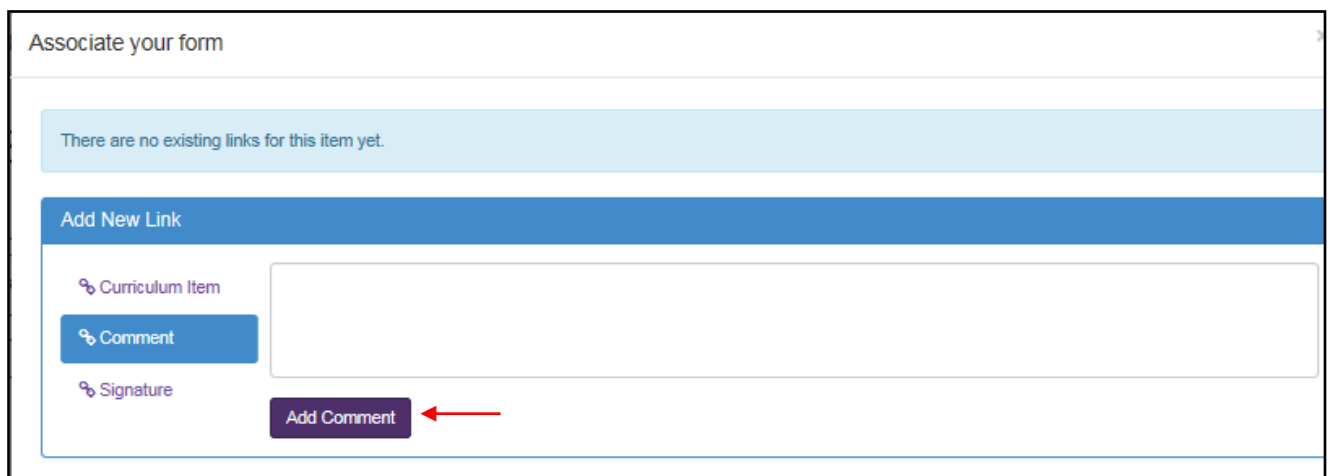 Associate your form
There are no existing links for this item yet.
Add New Link
Curriculum Item
Comment
Signature
Add Comment